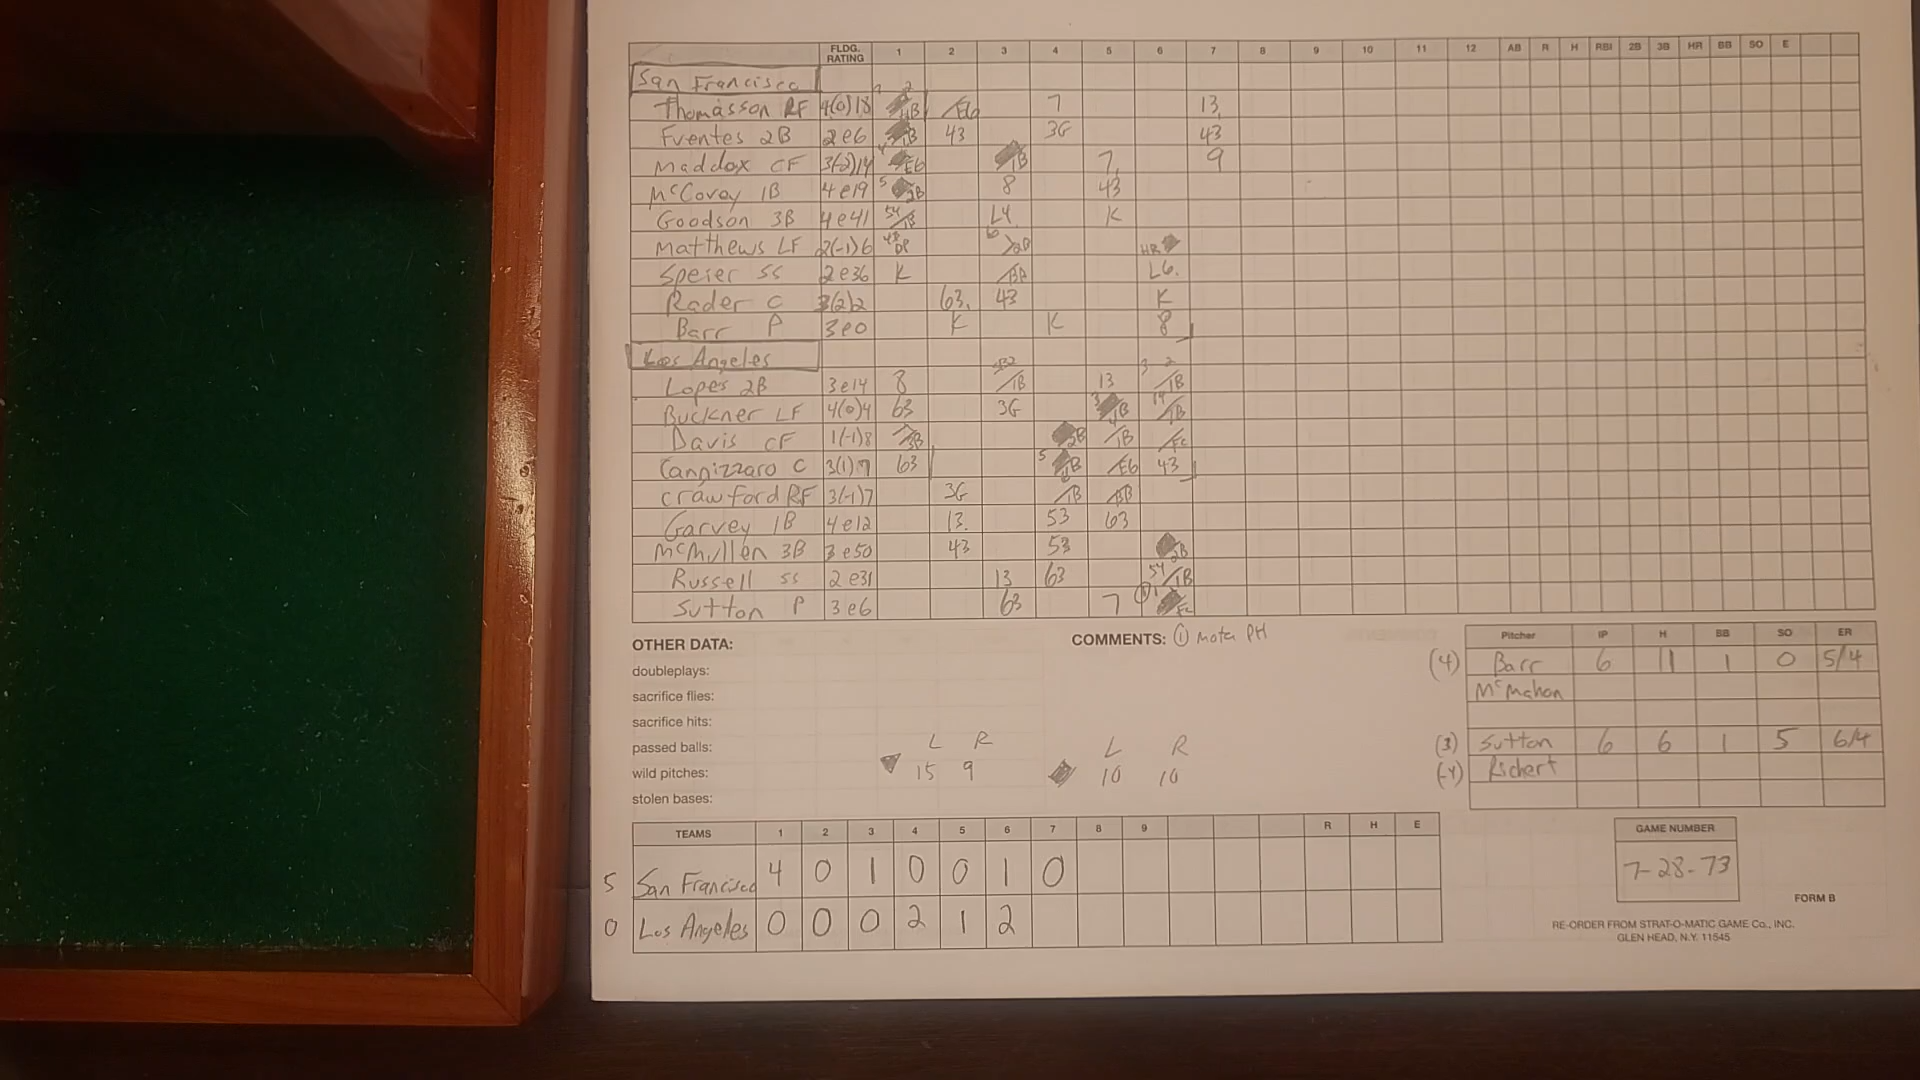 FLDG. RATING 1 2 3 4 5 6 7 8 9 10 11 12 AB R H RBI 2B 3B HR BB SO E
San Francisco
Thomasson RF 4(0)18 1B E6 7 13
Fuentes 2B 2e6 1B 43 3G 43
Maddox CF 3(-2)14 E6 1B 7 9
McCovey 1B 4e19 5 2B 8 43
Goodson 3B 4e41 54 1B L4 K
Matthews LF 2(-1)6 DP 6 HR
Speier SS 2e36 K BB L6.
Rader C 3(2)2 63. 43 K
Barr P 3e0 K K 8
Los Angeles
Lopes 2B 3e14 8 1B 13 3 2 1B
Buckner LF 4(0)4 63 3G 3 1B 1B
Davis CF 1(-1)8 3B 2B 1B FC
Cannizzaro C 3(1)7 63 5 1B E6 43
Crawford RF 3(-1)7 3G 1B BB
Garvey 1B 4e12 13. 53 63
McMullen 3B 3e50 43 53 2B
Russell SS 2e31 13 63 54 1B
Sutton P 3e6 63 7 ① FC
OTHER DATA: COMMENTS: ① Mota PH
doubleplays:
sacrifice flies:
sacrifice hits:
passed balls: L R L R
wild pitches: 15 9 10 10
stolen bases:
Pitcher IP H BB SO ER
(4) Barr 6 11 1 0 5/4
McMahon
(3) Sutton 6 6 1 5 6/4
(-4) Richert
TEAMS 1 2 3 4 5 6 7 8 9 R H E
5 San Francisco 4 0 1 0 0 1 0
0 Los Angeles 0 0 0 2 1 2
GAME NUMBER
7-28-73
FORM B
RE-ORDER FROM STRAT-O-MATIC GAME Co., INC.
GLEN HEAD, N.Y. 11545